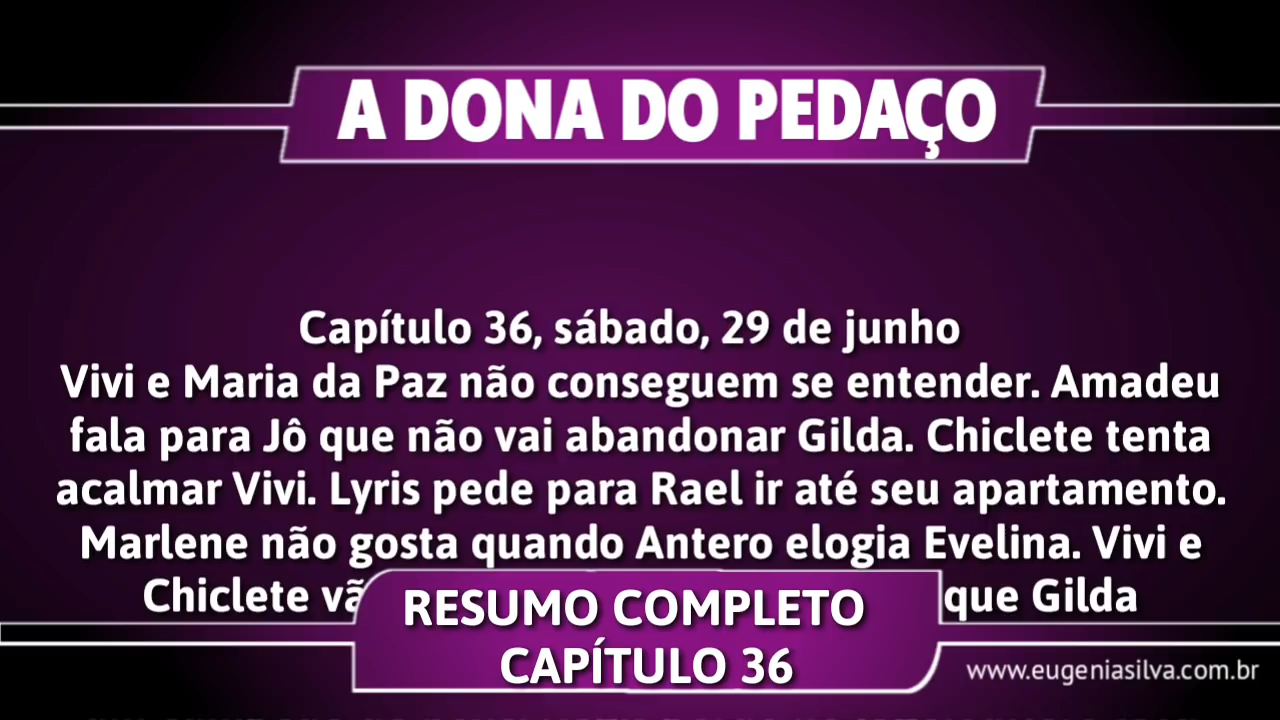 A DONA DO PEDAÇO
Capítulo 36, sábado, 29 de junho
Vivi e Maria da Paz não conseguem se entender. Amadeu
fala para Jô que não vai abandonar Gilda. Chiclete tenta
acalmar Vivi. Lyris pede para Rael ir até seu apartamento.
Marlene não gosta quando Antero elogia Evelina. Vivi e
Chiclete que Gilda
RESUMO COMPLETO
CAPÍTULO 36
www.eugeniasilva.com.br